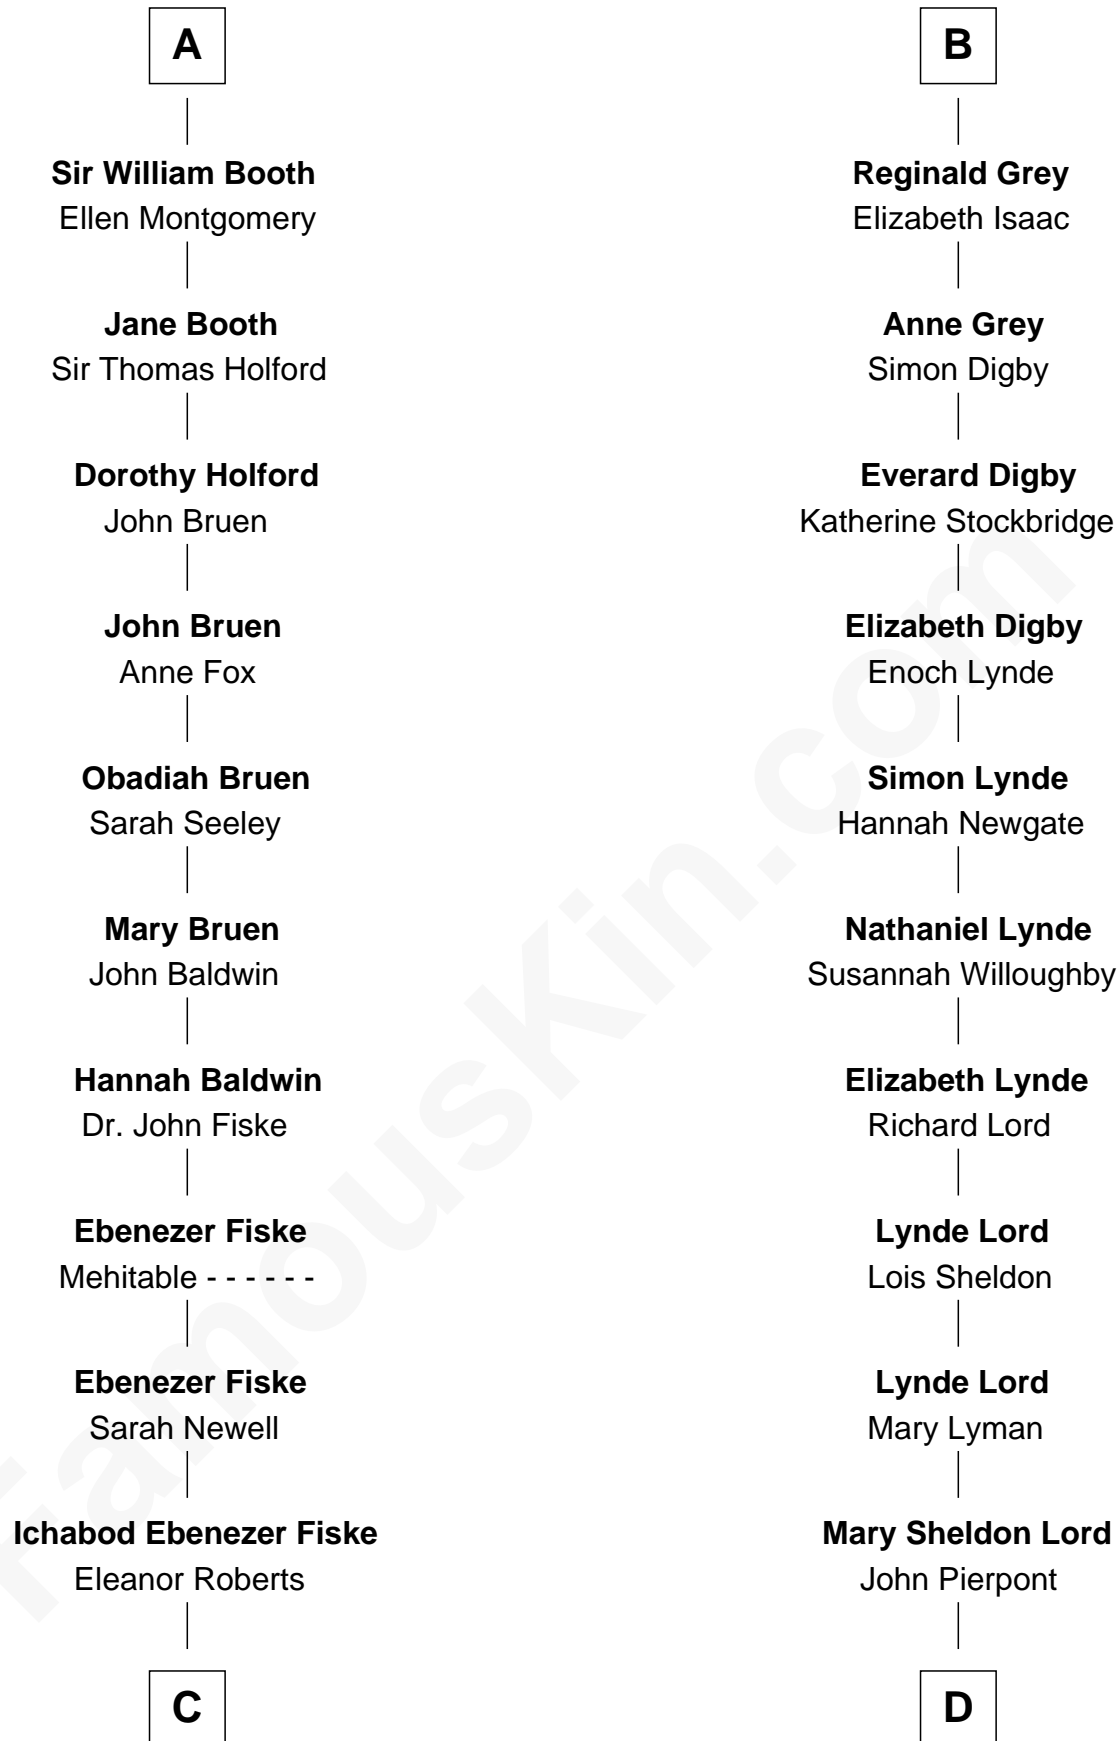 A
Sir William Booth
Ellen Montgomery
Jane Booth
Sir Thomas Holford
Dorothy Holford
John Bruen
John Bruen
Anne Fox
Obadiah Bruen
Sarah Seeley
Mary Bruen
John Baldwin
Hannah Baldwin
Dr. John Fiske
Ebenezer Fiske
Mehitable - - - - - -
Ebenezer Fiske
Sarah Newell
Ichabod Ebenezer Fiske
Eleanor Roberts
C
B
Reginald Grey
Elizabeth Isaac
Anne Grey
Simon Digby
Everard Digby
Katherine Stockbridge
Elizabeth Digby
Enoch Lynde
Simon Lynde
Hannah Newgate
Nathaniel Lynde
Susannah Willoughby
Elizabeth Lynde
Richard Lord
Lynde Lord
Lois Sheldon
Lynde Lord
Mary Lyman
Mary Sheldon Lord
John Pierpont
D
FamousKin.com